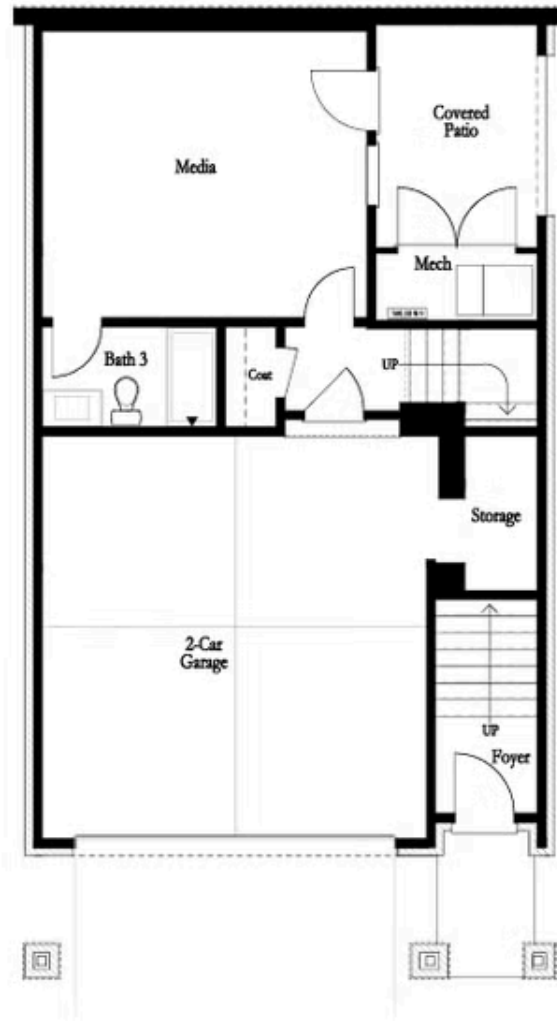 Covered
Patio
Media
Mech
Bath 3
Coat
UP
Storage
2-Car
Garage
UP
Foyer